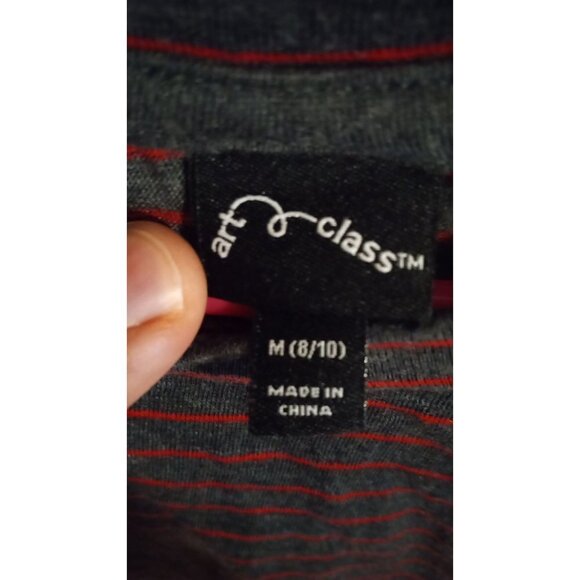 art class™
M (8/10)
MADE IN
CHINA